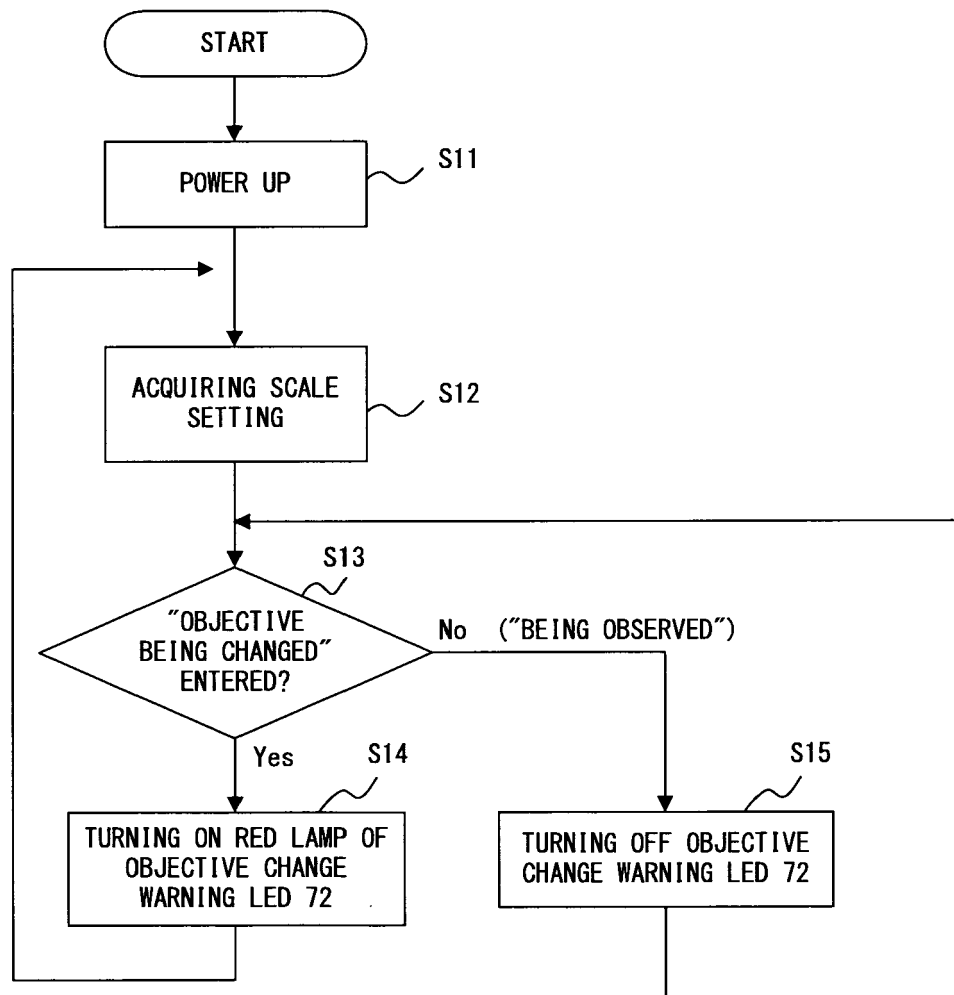 START
POWER UP
S11
ACQUIRING SCALE
SETTING
S12
S13
"OBJECTIVE
BEING CHANGED"
ENTERED?
No ("BEING OBSERVED")
Yes
S14
TURNING ON RED LAMP OF
OBJECTIVE CHANGE
WARNING LED 72
S15
TURNING OFF OBJECTIVE
CHANGE WARNING LED 72